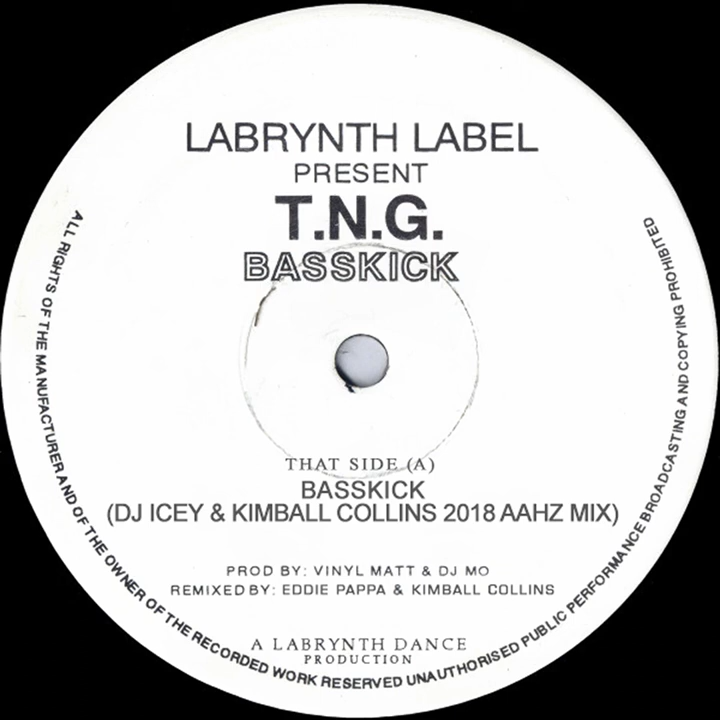 LABRYNTH LABEL
PRESENT
T.N.G.
BASSKICK
THAT SIDE (A)
BASSKICK
(DJ ICEY & KIMBALL COLLINS 2018 AAHZ MIX)
PROD BY: VINYL MATT & DJ MO
REMIXED BY: EDDIE PAPPA & KIMBALL COLLINS
A LABRYNTH DANCE
PRODUCTION
ALL RIGHTS OF THE MANUFACTURER AND OF THE OWNER OF THE RECORDED WORK RESERVED UNAUTHORISED PUBLIC PERFORMANCE BROADCASTING AND COPYING PROHIBITED